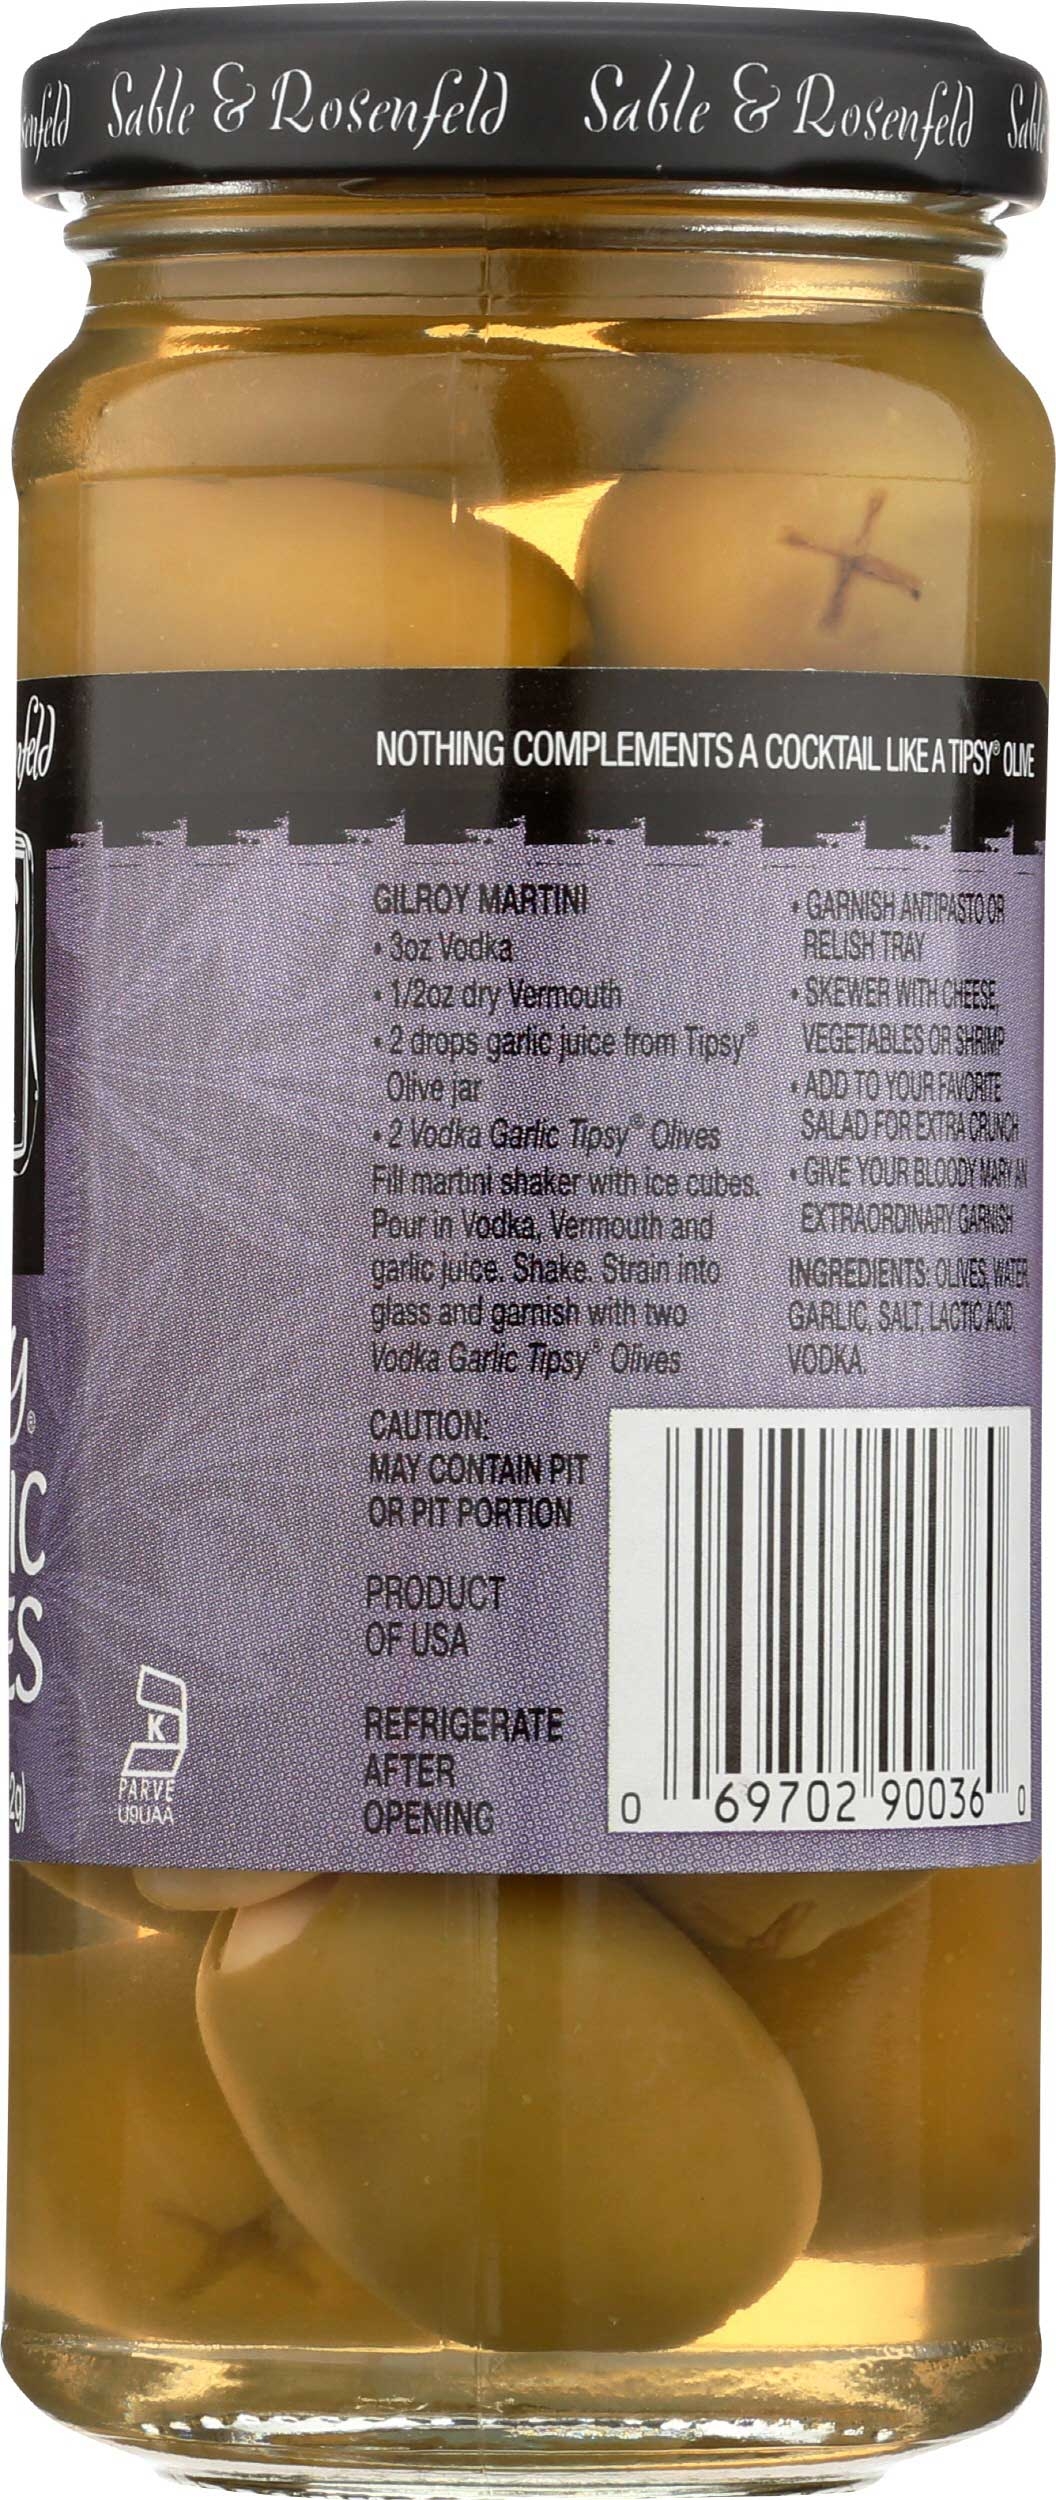 Sable & Rosenfeld Sable & Rosenfeld Sable
NOTHING COMPLEMENTS A COCKTAIL LIKE A TIPSY® OLIVE
GILROY MARTINI
• 3oz Vodka
• 1/2oz dry Vermouth
• 2 drops garlic juice from Tipsy®
Olive jar
• 2 Vodka Garlic Tipsy® Olives
Fill martini shaker with ice cubes.
Pour in Vodka, Vermouth and
garlic juice. Shake. Strain into
glass and garnish with two
Vodka Garlic Tipsy® Olives
CAUTION:
MAY CONTAIN PIT
OR PIT PORTION
PRODUCT
OF USA
REFRIGERATE
AFTER
OPENING
• GARNISH ANTIPASTO OR
RELISH TRAY
• SKEWER WITH CHEESE,
VEGETABLES OR SHRIMP
• ADD TO YOUR FAVORITE
SALAD FOR EXTRA CRUNCH
• GIVE YOUR BLOODY MARY AN
EXTRAORDINARY GARNISH
INGREDIENTS: OLIVES, WATER,
GARLIC, SALT, LACTIC ACID,
VODKA.
0 69702 90036 0
K
PARVE
U9UAA